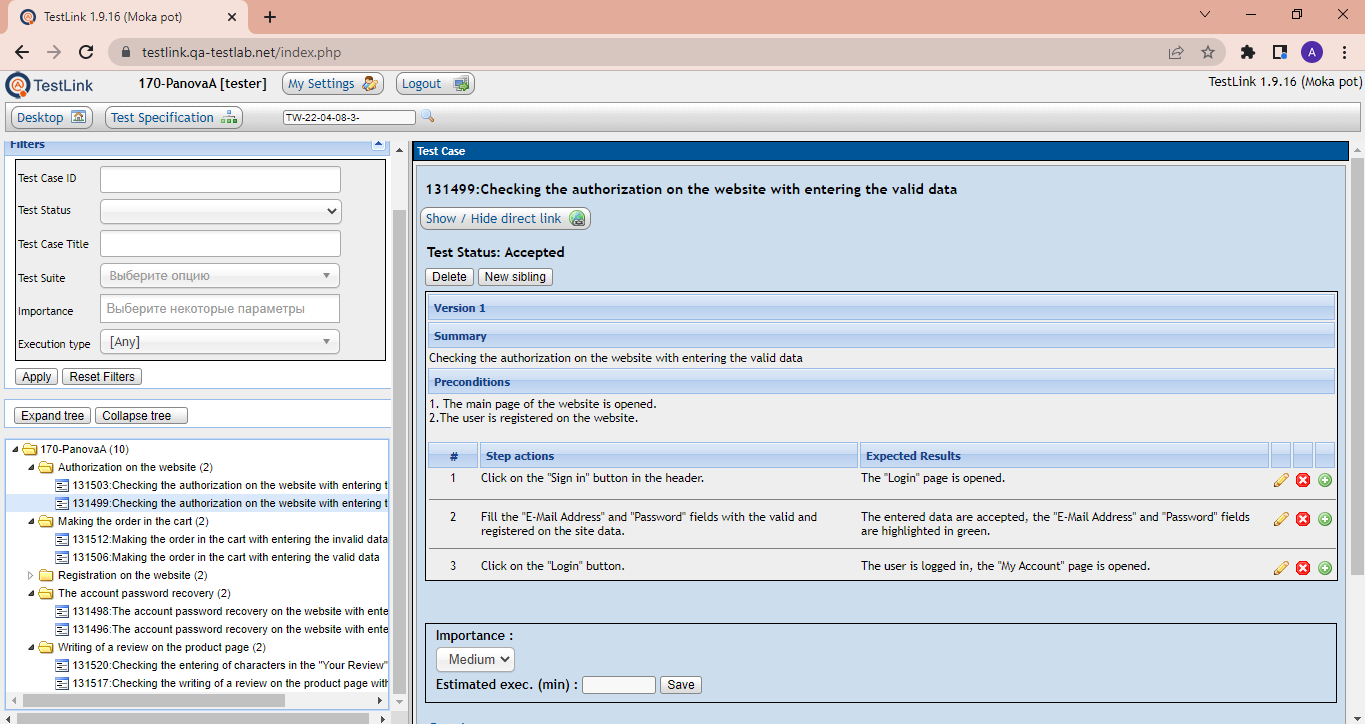 TestLink 1.9.16 (Moka pot)
testlink.qa-testlab.net/index.php
A
TestLink
170-PanovaA [tester]
My Settings
Logout
TestLink 1.9.16 (Moka pot)
Desktop
Test Specification
TW-22-04-08-3-
Filters
Test Case ID
Test Status
Test Case Title
Test Suite
Выберите опцию
Importance
Выберите некоторые параметры
Execution type
[Any]
Apply
Reset Filters
Expand tree
Collapse tree
170-PanovaA (10)
Authorization on the website (2)
131503:Checking the authorization on the website with entering
131499:Checking the authorization on the website with entering
Making the order in the cart (2)
131512:Making the order in the cart with entering the invalid data
131506:Making the order in the cart with entering the valid data
Registration on the website (2)
The account password recovery (2)
131498:The account password recovery on the website with ente
131496:The account password recovery on the website with ente
Writing of a review on the product page (2)
131520:Checking the entering of characters in the "Your Review"
131517:Checking the writing of a review on the product page with
Test Case
131499:Checking the authorization on the website with entering the valid data
Show / Hide direct link
Test Status: Accepted
Delete
New sibling
Version 1
Summary
Checking the authorization on the website with entering the valid data
Preconditions
1. The main page of the website is opened.
2.The user is registered on the website.
# Step actions Expected Results
1 Click on the "Sign in" button in the header. The "Login" page is opened.
2 Fill the "E-Mail Address" and "Password" fields with the valid and The entered data are accepted, the "E-Mail Address" and "Password" fields
registered on the site data. are highlighted in green.
3 Click on the "Login" button. The user is logged in, the "My Account" page is opened.
Importance :
Medium
Estimated exec. (min) :
Save